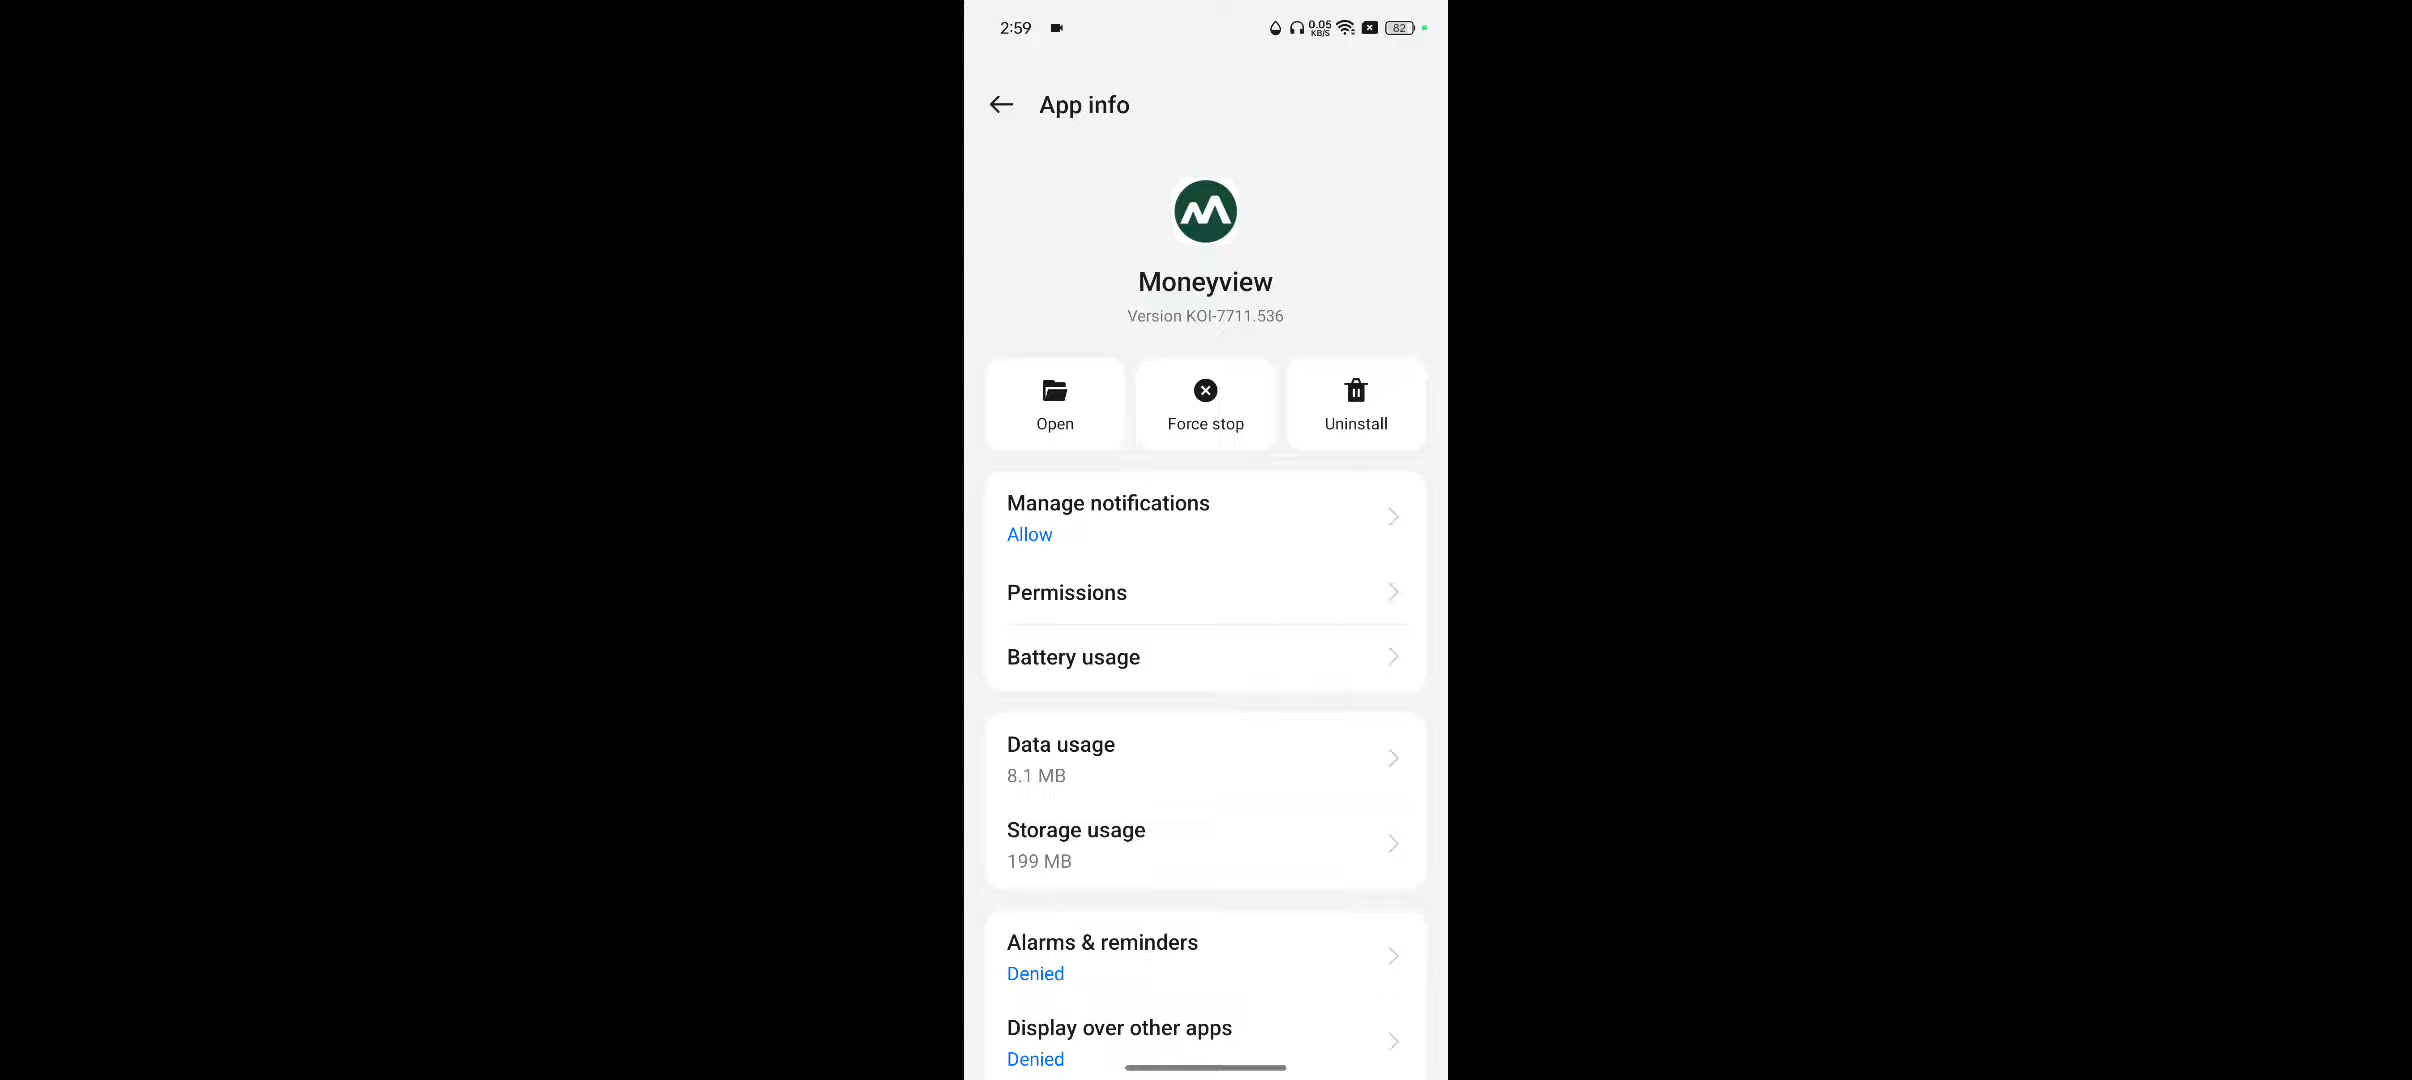 2:59
0.05
KB/S
82
App info
Moneyview
Version KOI-7711.536
Open
Force stop
Uninstall
Manage notifications
Allow
Permissions
Battery usage
Data usage
8.1 MB
Storage usage
199 MB
Alarms & reminders
Denied
Display over other apps
Denied